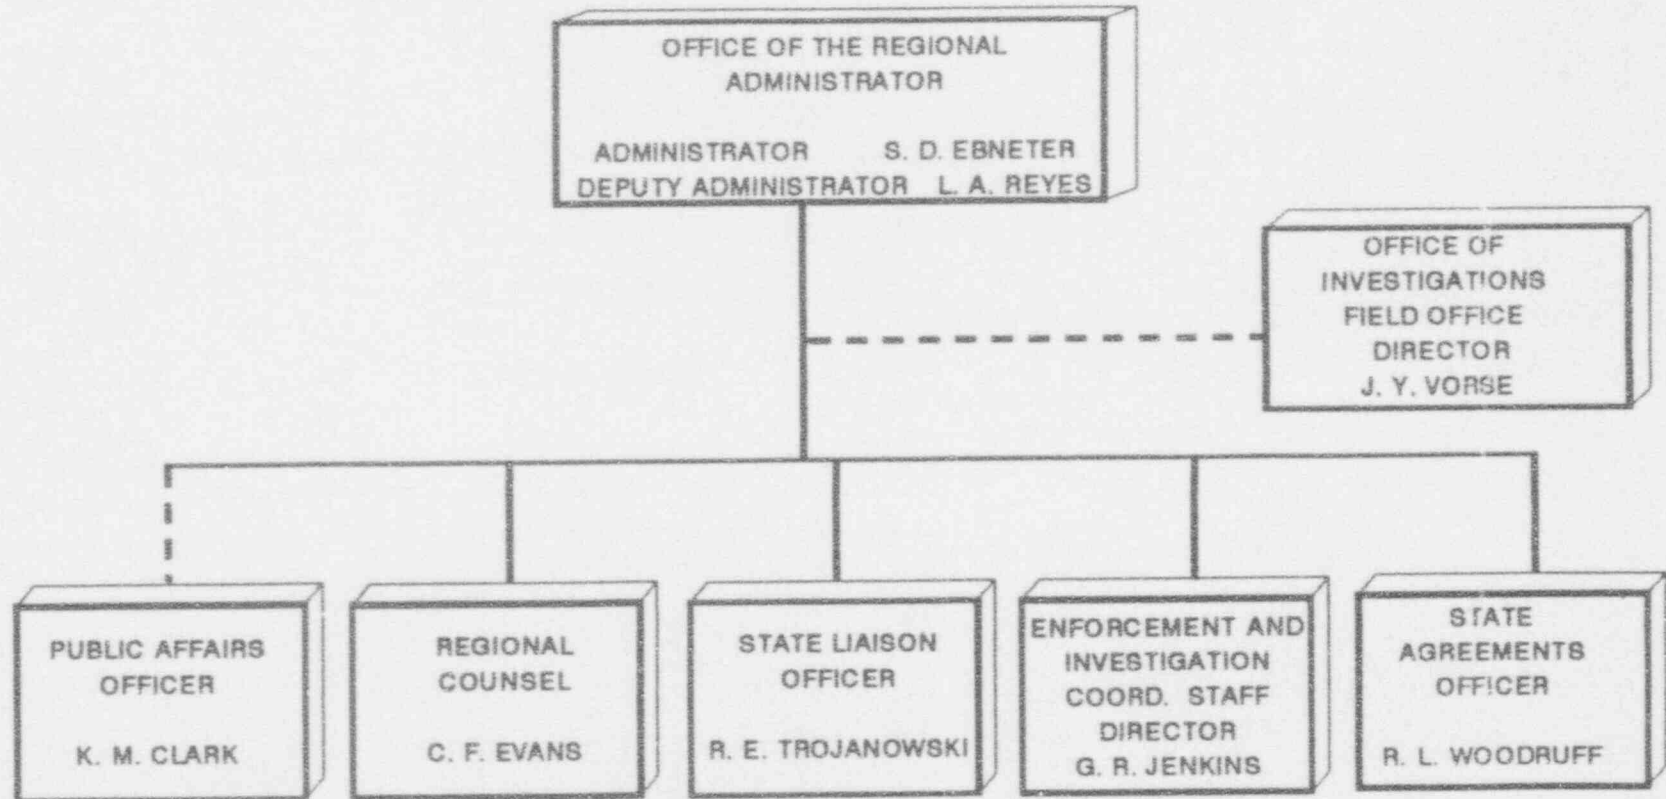 OFFICE OF THE REGIONAL
ADMINISTRATOR
ADMINISTRATOR S. D. EBNETER
DEPUTY ADMINISTRATOR L. A. REYES
OFFICE OF
INVESTIGATIONS
FIELD OFFICE
DIRECTOR
J. Y. VORSE
PUBLIC AFFAIRS
OFFICER
K. M. CLARK
REGIONAL
COUNSEL
C. F. EVANS
STATE LIAISON
OFFICER
R. E. TROJANOWSKI
ENFORCEMENT AND
INVESTIGATION
COORD. STAFF
DIRECTOR
G. R. JENKINS
STATE
AGREEMENTS
OFFICER
R. L. WOODRUFF